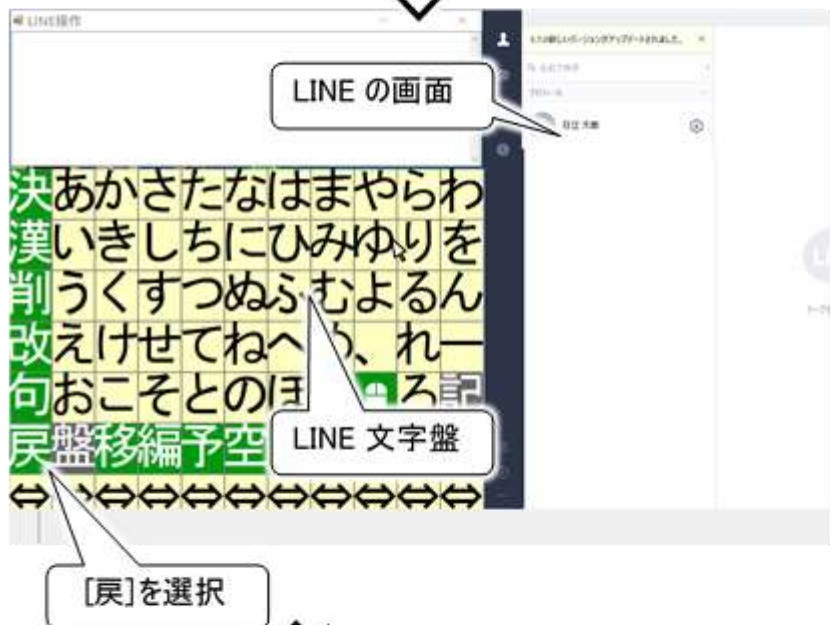 LINE操作
LINE の画面
決あかさたなはまやらわ
漢いきしちにひみゆりを
削うくすつぬふむよるん
改えけせてねへめ、れー
句おこそとのほ ろ記
戻盤移編予空
LINE 文字盤
⇔ ⇔⇔⇔⇔⇔⇔⇔⇔⇔
[戻]を選択